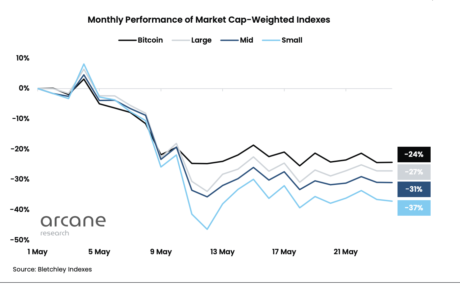 Monthly Performance of Market Cap-Weighted Indexes
Bitcoin Large Mid Small
10%
0%
-10%
-20%
-30%
-40%
-50%
-24%
-27%
-31%
-37%
arcane
research
1 May 5 May 9 May 13 May 17 May 21 May
Source: Bletchley Indexes